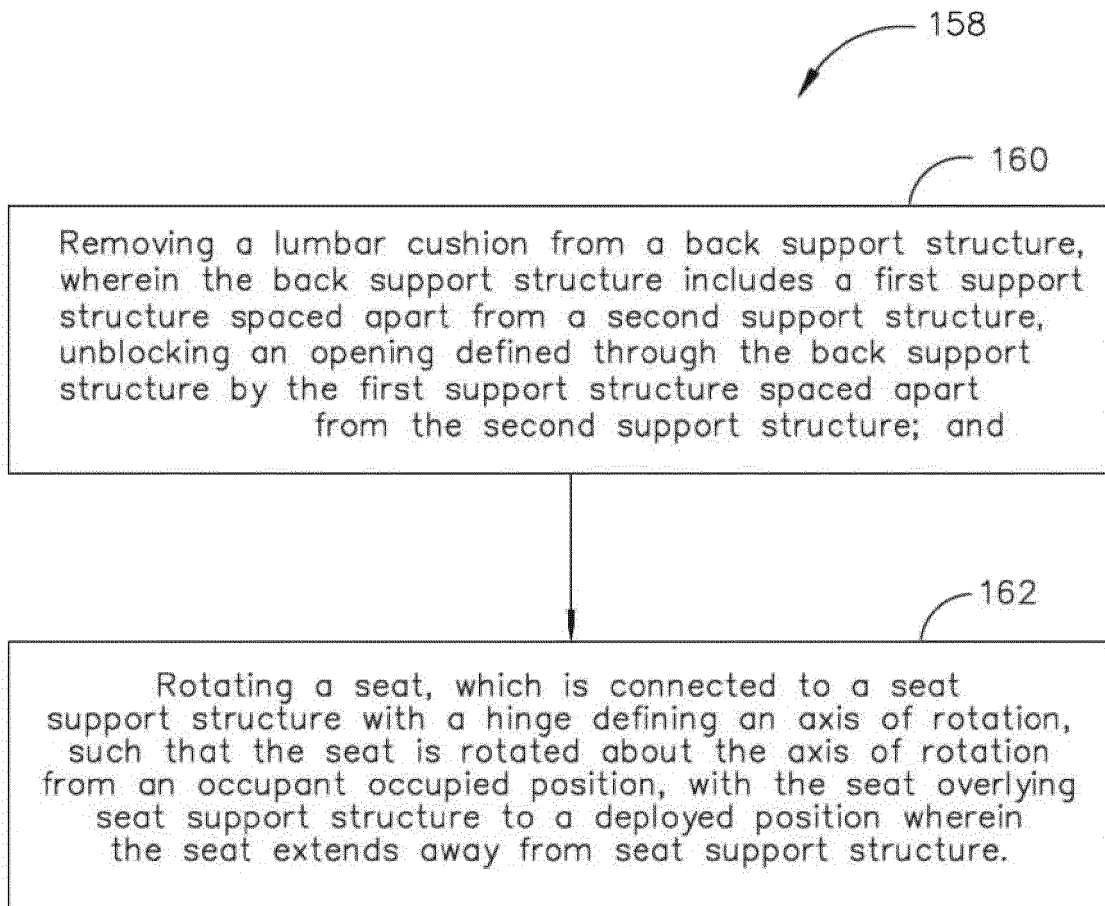 158
160
Removing a lumbar cushion from a back support structure,
wherein the back support structure includes a first support
structure spaced apart from a second support structure,
unblocking an opening defined through the back support
structure by the first support structure spaced apart
from the second support structure; and
162
Rotating a seat, which is connected to a seat
support structure with a hinge defining an axis of rotation,
such that the seat is rotated about the axis of rotation
from an occupant occupied position, with the seat overlying
seat support structure to a deployed position wherein
the seat extends away from seat support structure.